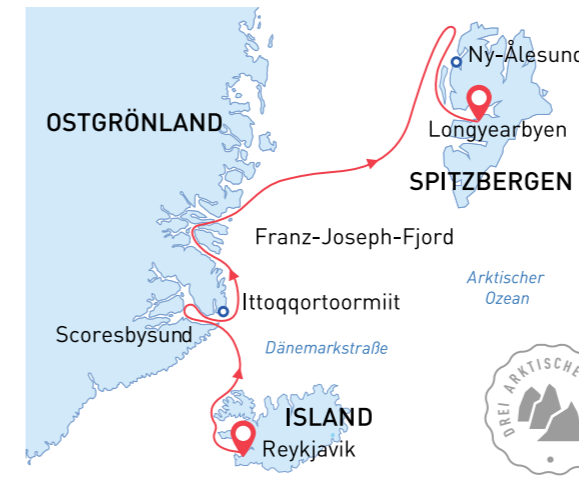 Ny-Ålesund
OSTGRÖNLAND
Longyearbyen
SPITZBERGEN
Franz-Joseph-Fjord
Arktischer
Ozean
Ittoqqortoormiit
Scoresbysund
Dänemarkstraße
DREI ARKTISCHE
ISLAND
Reykjavik